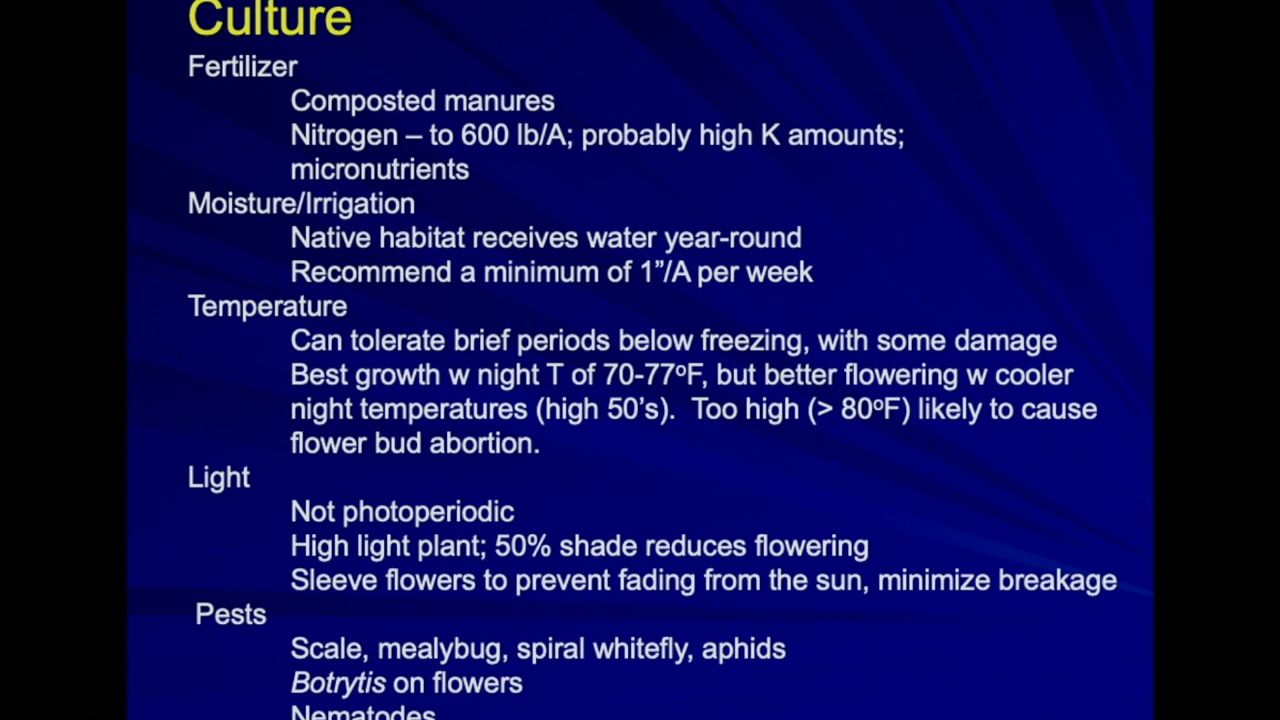 Culture
Fertilizer
Composted manures
Nitrogen – to 600 lb/A; probably high K amounts;
micronutrients
Moisture/Irrigation
Native habitat receives water year-round
Recommend a minimum of 1”/A per week
Temperature
Can tolerate brief periods below freezing, with some damage
Best growth w night T of 70-77ºF, but better flowering w cooler
night temperatures (high 50’s).  Too high (> 80ºF) likely to cause
flower bud abortion.
Light
Not photoperiodic
High light plant; 50% shade reduces flowering
Sleeve flowers to prevent fading from the sun, minimize breakage
Pests
Scale, mealybug, spiral whitefly, aphids
Botrytis on flowers
Nematodes